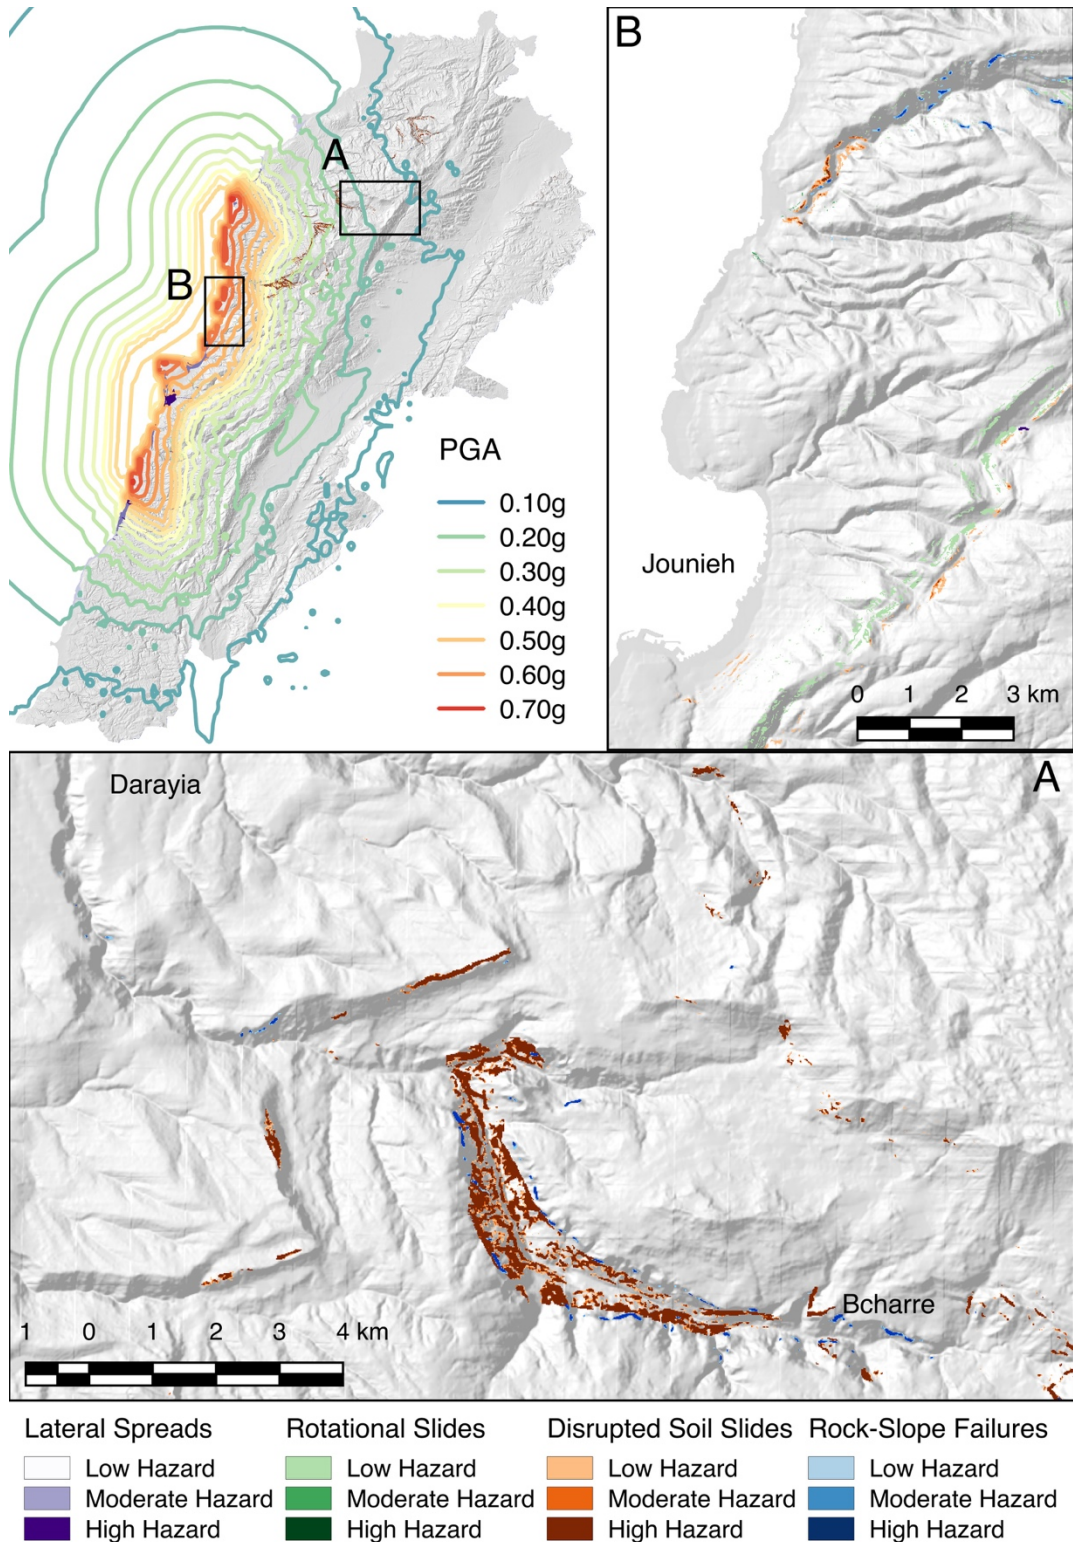 A
B
PGA
0.10g
0.20g
0.30g
0.40g
0.50g
0.60g
0.70g
B
Jounieh
0 1 2 3 km
Darayia
A
Bcharre
1 0 1 2 3 4 km
Lateral Spreads
Low Hazard
Moderate Hazard
High Hazard
Rotational Slides
Low Hazard
Moderate Hazard
High Hazard
Disrupted Soil Slides
Low Hazard
Moderate Hazard
High Hazard
Rock-Slope Failures
Low Hazard
Moderate Hazard
High Hazard